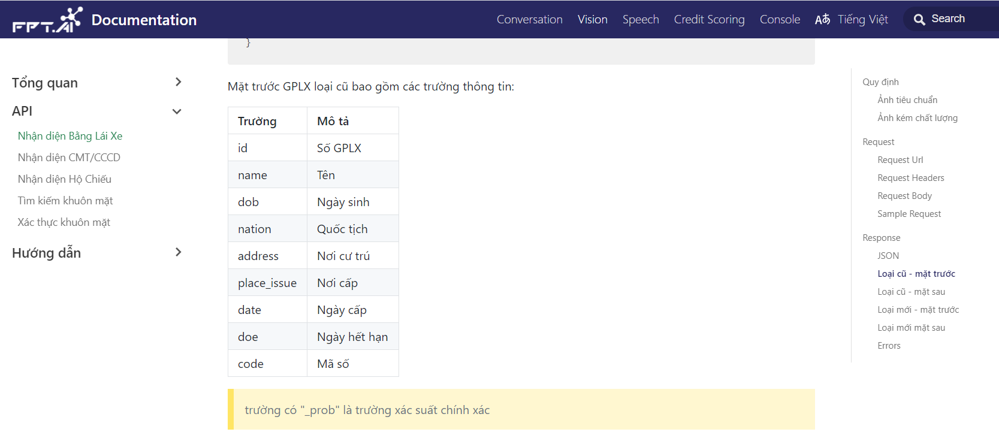 FPT.AI Documentation
Conversation Vision Speech Credit Scoring Console Aあ Tiếng Việt Search
}
Tổng quan
API
Nhận diện Bằng Lái Xe
Nhận diện CMT/CCCD
Nhận diện Hộ Chiếu
Tìm kiếm khuôn mặt
Xác thực khuôn mặt
Hướng dẫn
Mặt trước GPLX loại cũ bao gồm các trường thông tin:
Trường Mô tả
id Số GPLX
name Tên
dob Ngày sinh
nation Quốc tịch
address Nơi cư trú
place_issue Nơi cấp
date Ngày cấp
doe Ngày hết hạn
code Mã số
trường có "_prob" là trường xác suất chính xác
Quy định
Ảnh tiêu chuẩn
Ảnh kém chất lượng
Request
Request Url
Request Headers
Request Body
Sample Request
Response
JSON
Loại cũ - mặt trước
Loại cũ - mặt sau
Loại mới - mặt trước
Loại mới mặt sau
Errors